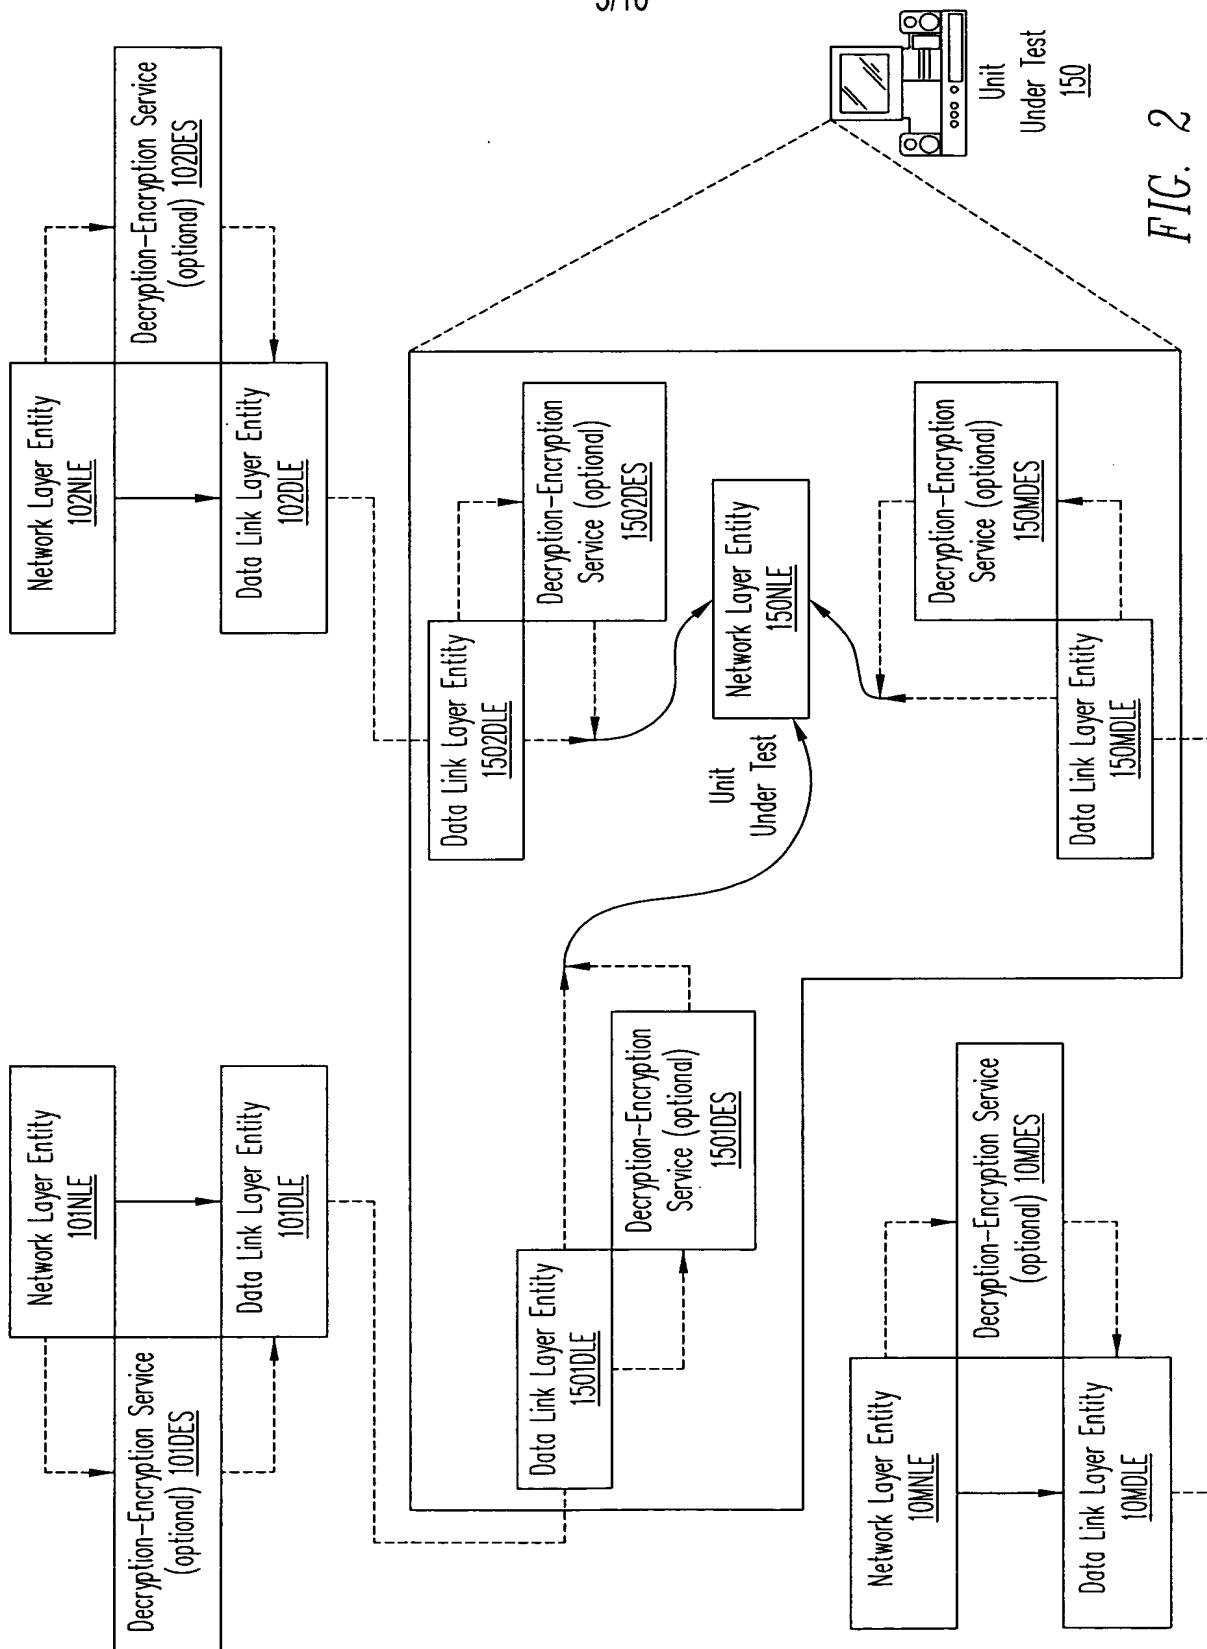 Network Layer Entity
101NLE
Decryption-Encryption Service
(optional) 101DES
Data Link Layer Entity
101DLE
Network Layer Entity
102NLE
Decryption-Encryption Service
(optional) 102DES
Data Link Layer Entity
102DLE
Data Link Layer Entity
1501DLE
Decryption-Encryption
Service (optional)
1501DES
Data Link Layer Entity
1502DLE
Decryption-Encryption
Service (optional)
1502DES
Unit
Under Test
Network Layer Entity
150NLE
Network Layer Entity
10MNLE
Decryption-Encryption Service
(optional) 10MDES
Data Link Layer Entity
10MDLE
Decryption-Encryption
Service (optional)
150MDES
Data Link Layer Entity
150MDLE
Unit
Under Test
150
FIG. 2